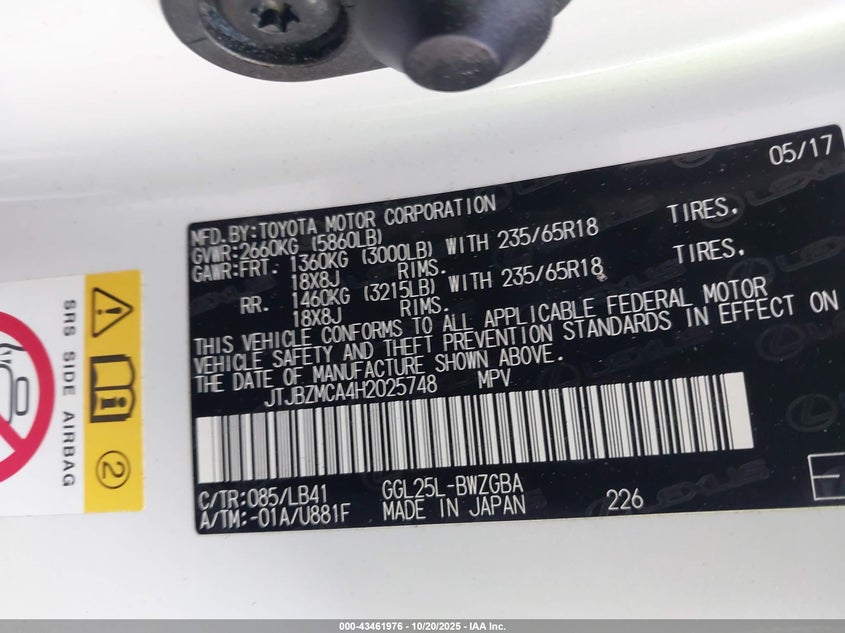 05/17
MFD.BY:TOYOTA MOTOR CORPORATION
GVWR:2660KG (5860LB)
GAWR:FRT. 1360KG (3000LB) WITH 235/65R18 TIRES.
18X8J RIMS.
RR. 1460KG (3215LB) WITH 235/65R18 TIRES.
18X8J RIMS.
THIS VEHICLE CONFORMS TO ALL APPLICABLE FEDERAL MOTOR
VEHICLE SAFETY AND THEFT PREVENTION STANDARDS IN EFFECT ON
THE DATE OF MANUFACTURE SHOWN ABOVE.
JTJBZMCA4H2025748 MPV
C/TR:085/LB41 GGL25L-BWZGBA
A/TM:-01A/U881F MADE IN JAPAN 226
SRS SIDE AIRBAG
2
LEXUS
000-43461976 - 10/20/2025 - IAA Inc.